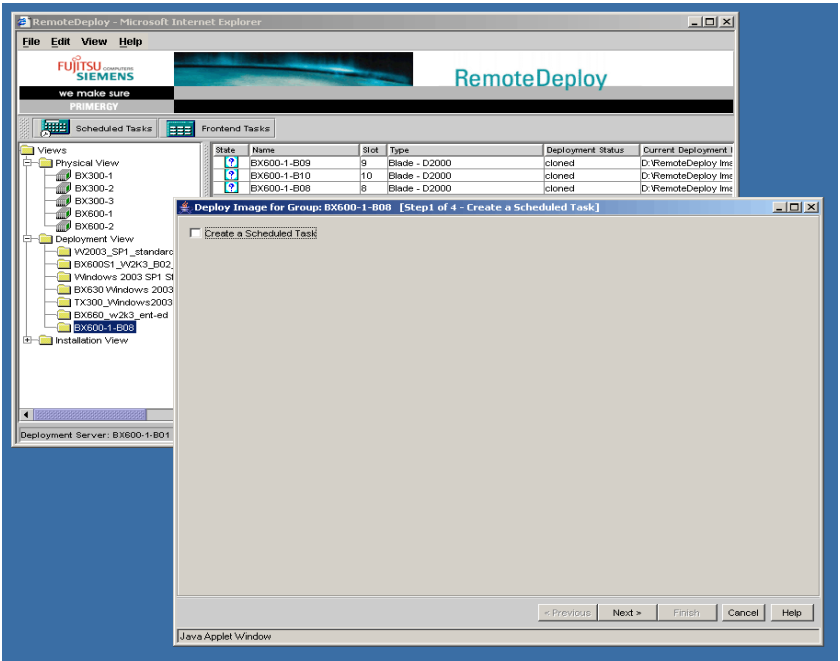 RemoteDeploy - Microsoft Internet Explorer
File Edit View Help
FUJITSU COMPUTERS
SIEMENS
we make sure
PRIMERGY
RemoteDeploy
Scheduled Tasks Frontend Tasks
Views
Physical View
BX300-1
BX300-2
BX300-3
BX600-1
BX600-2
Deployment View
W2003_SP1_standard
BX600S1_W2K3_B02_
Windows 2003 SP1 St
BX630 Windows 2003
TX300_Windows2003
BX660_w2k3_ent-ed
BX600-1-B08
Installation View
State Name Slot Type Deployment Status Current Deployment I
? BX600-1-B09 9 Blade - D2000 cloned D:\RemoteDeploy Ima
? BX600-1-B10 10 Blade - D2000 cloned D:\RemoteDeploy Ima
? BX600-1-B08 8 Blade - D2000 cloned D:\RemoteDeploy Ima
Deployment Server: BX600-1-B01
Deploy Image for Group: BX600-1-B08 [Step1 of 4 - Create a Scheduled Task]
Create a Scheduled Task
< Previous Next > Finish Cancel Help
Java Applet Window